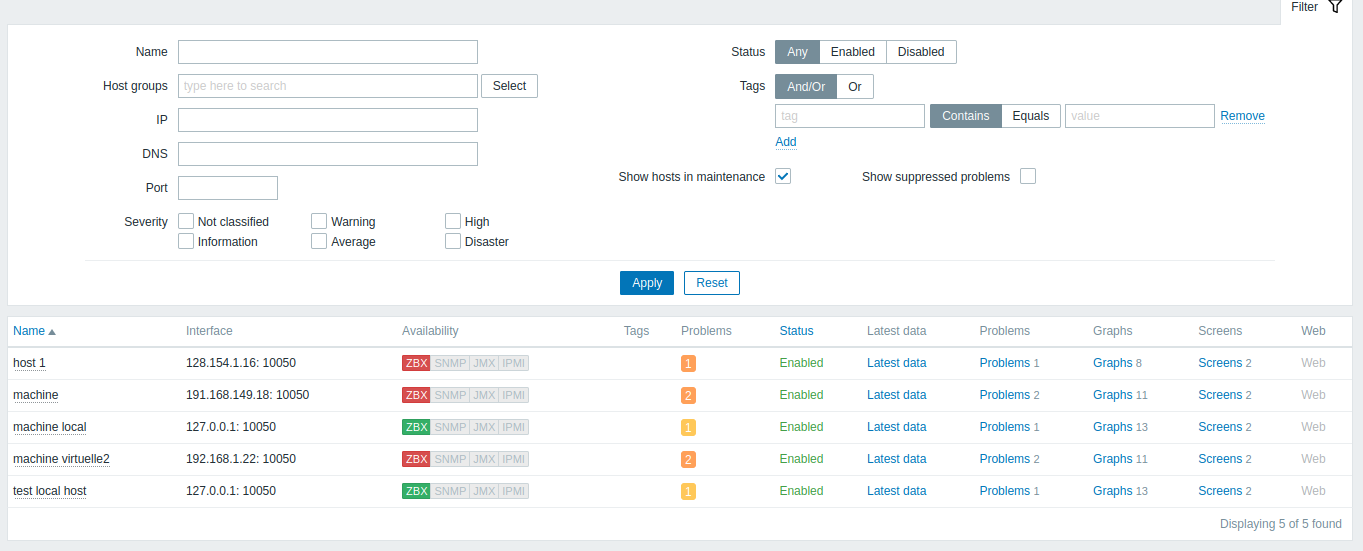 Filter
Name
Status Any Enabled Disabled
Host groups type here to search Select
Tags And/Or Or
IP
tag Contains Equals value Remove
Add
DNS
Show hosts in maintenance Show suppressed problems
Port
Severity Not classified Warning High
Information Average Disaster
Apply Reset
Name Interface Availability Tags Problems Status Latest data Problems Graphs Screens Web
host 1 128.154.1.16: 10050 ZBX SNMP JMX IPMI 1 Enabled Latest data Problems 1 Graphs 8 Screens 2 Web
machine 191.168.149.18: 10050 ZBX SNMP JMX IPMI 2 Enabled Latest data Problems 2 Graphs 11 Screens 2 Web
machine local 127.0.0.1: 10050 ZBX SNMP JMX IPMI 1 Enabled Latest data Problems 1 Graphs 13 Screens 2 Web
machine virtuelle2 192.168.1.22: 10050 ZBX SNMP JMX IPMI 2 Enabled Latest data Problems 2 Graphs 11 Screens 2 Web
test local host 127.0.0.1: 10050 ZBX SNMP JMX IPMI 1 Enabled Latest data Problems 1 Graphs 13 Screens 2 Web
Displaying 5 of 5 found